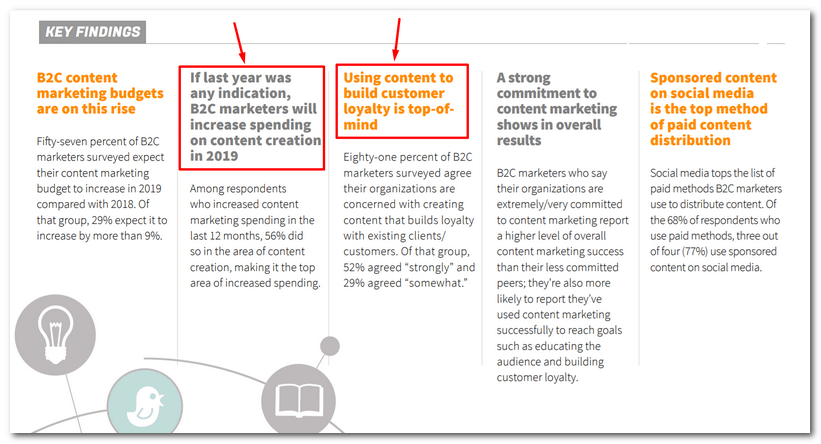 KEY FINDINGS
B2C content
marketing budgets
are on this rise
Fifty-seven percent of B2C
marketers surveyed expect
their content marketing
budget to increase in 2019
compared with 2018. Of
that group, 29% expect it to
increase by more than 9%.
If last year was
any indication,
B2C marketers will
increase spending
on content creation
in 2019
Among respondents
who increased content
marketing spending in the
last 12 months, 56% did
so in the area of content
creation, making it the top
area of increased spending.
Using content to
build customer
loyalty is top-of-
mind
Eighty-one percent of B2C
marketers surveyed agree
their organizations are
concerned with creating
content that builds loyalty
with existing clients/
customers. Of that group,
52% agreed “strongly” and
29% agreed “somewhat.”
A strong
commitment to
content marketing
shows in overall
results
B2C marketers who say
their organizations are
extremely/very committed
to content marketing report
a higher level of overall
content marketing success
than their less committed
peers; they’re also more
likely to report they’ve
used content marketing
successfully to reach goals
such as educating the
audience and building
customer loyalty.
Sponsored content
on social media
is the top method
of paid content
distribution
Social media tops the list of
paid methods B2C marketers
use to distribute content. Of
the 68% of respondents who
use paid methods, three out
of four (77%) use sponsored
content on social media.